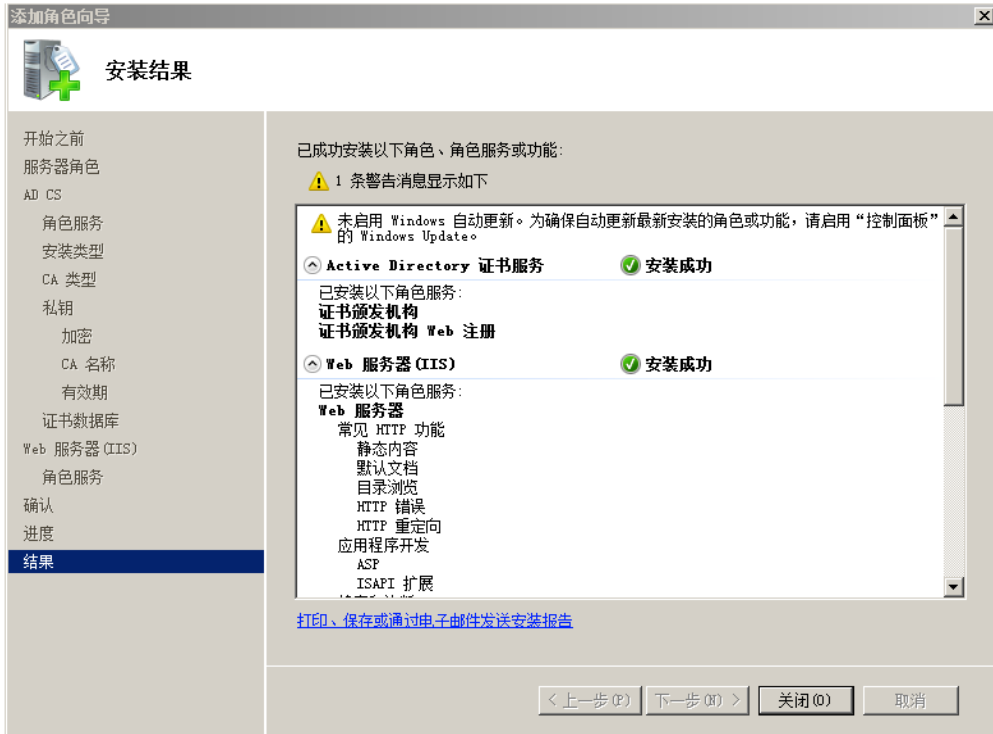 添加角色向导
安装结果
开始之前
服务器角色
AD CS
角色服务
安装类型
CA 类型
私钥
加密
CA 名称
有效期
证书数据库
Web 服务器(IIS)
角色服务
确认
进度
结果
已成功安装以下角色、角色服务或功能:
1 条警告消息显示如下
未启用 Windows 自动更新。为确保自动更新最新安装的角色或功能，请启用“控制面板”
的 Windows Update。
Active Directory 证书服务 安装成功
已安装以下角色服务:
证书颁发机构
证书颁发机构 Web 注册
Web 服务器(IIS) 安装成功
已安装以下角色服务:
Web 服务器
常见 HTTP 功能
静态内容
默认文档
目录浏览
HTTP 错误
HTTP 重定向
应用程序开发
ASP
ISAPI 扩展
打印、保存或通过电子邮件发送安装报告
< 上一步(P) 下一步(N) > 关闭(O) 取消